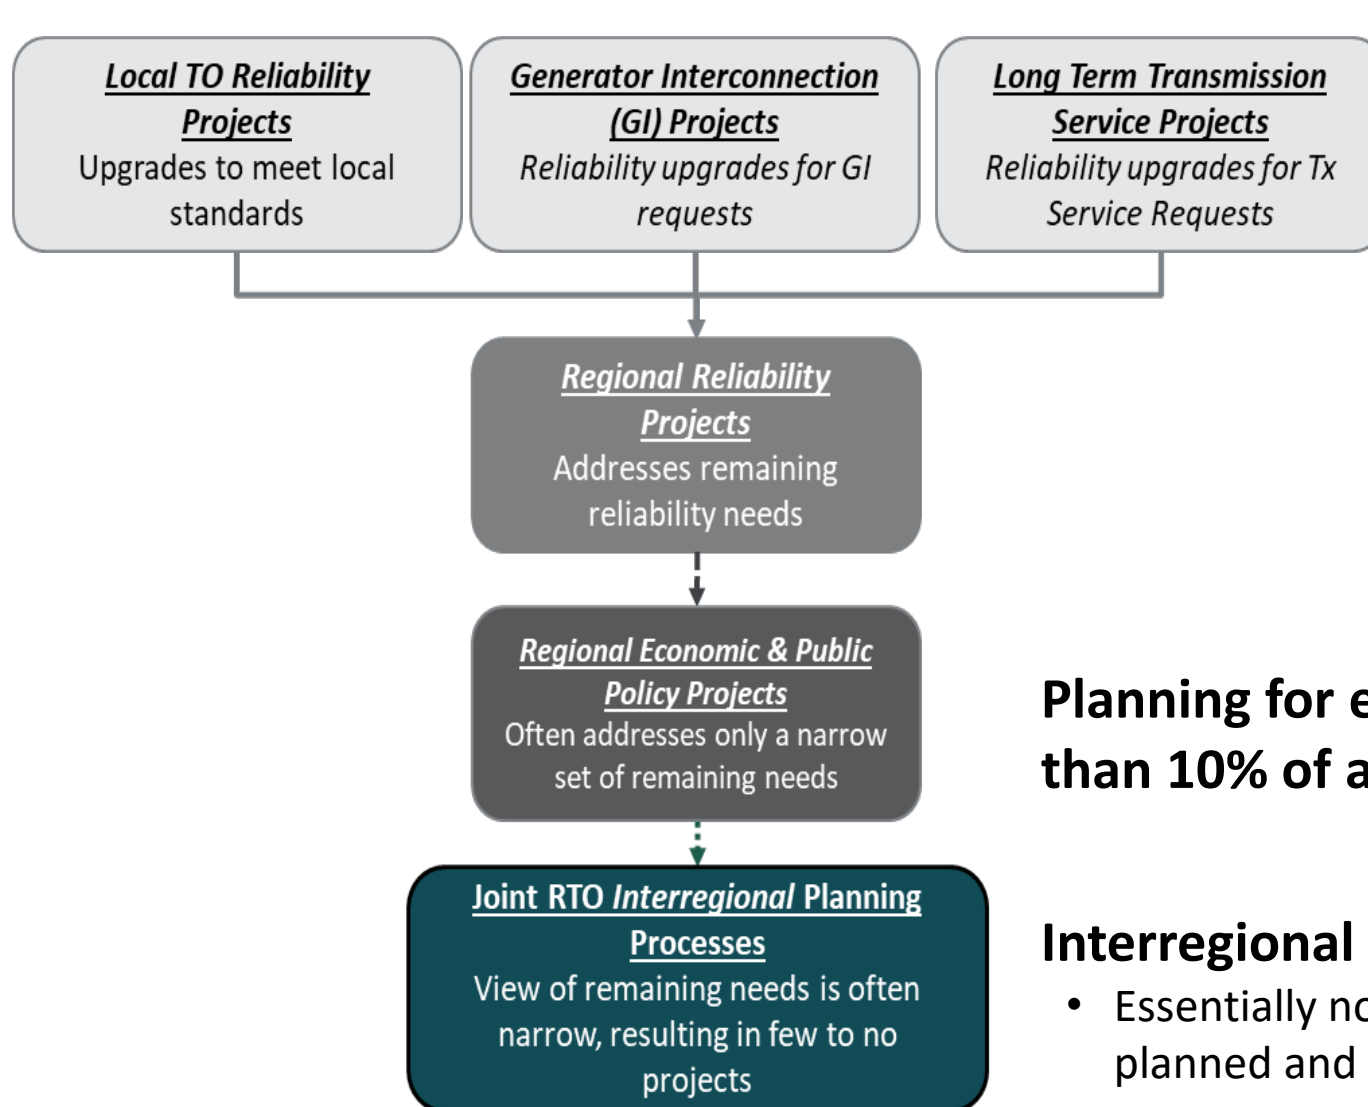 Local TO Reliability
Projects
Upgrades to meet local
standards
Generator Interconnection
(GI) Projects
Reliability upgrades for GI
requests
Long Term Transmission
Service Projects
Reliability upgrades for Tx
Service Requests
Regional Reliability
Projects
Addresses remaining
reliability needs
Regional Economic & Public
Policy Projects
Often addresses only a narrow
set of remaining needs
Joint RTO Interregional Planning
Processes
View of remaining needs is often
narrow, resulting in few to no
projects
Planning for
than 10% of
Interregional
• Essentially
planned and